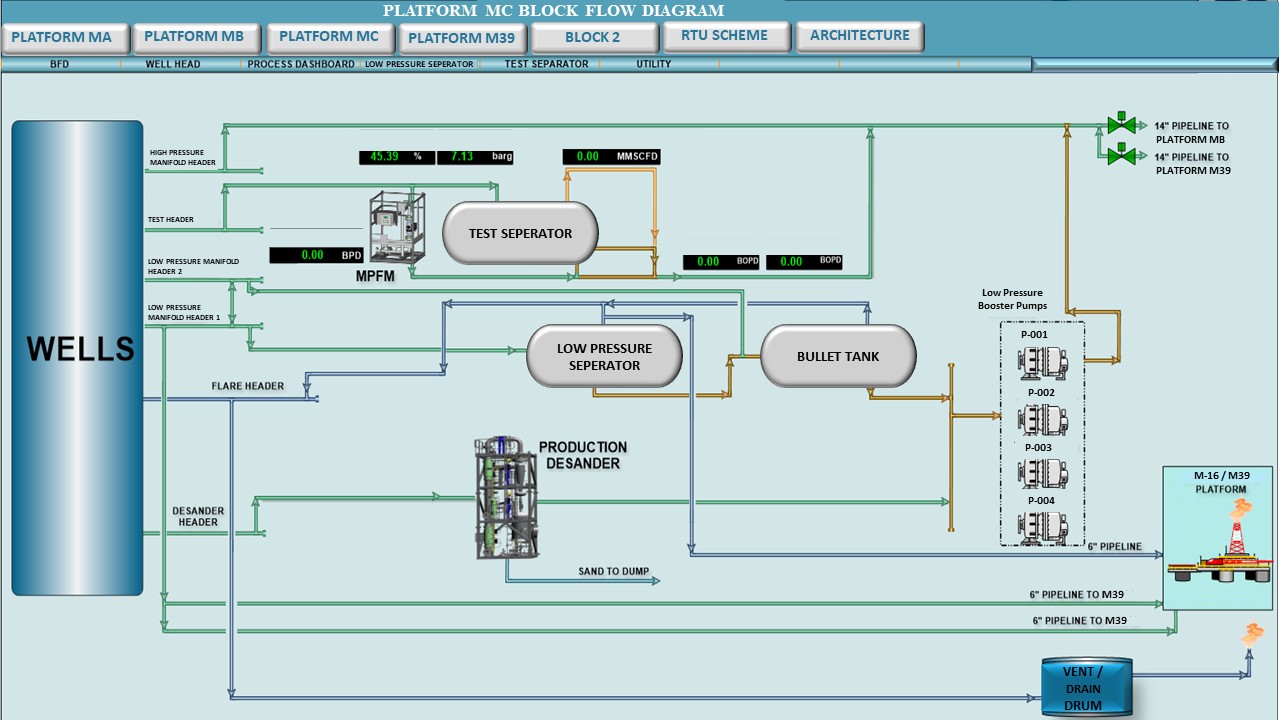 PLATFORM MC BLOCK FLOW DIAGRAM
PLATFORM MA
PLATFORM MB
PLATFORM MC
PLATFORM M39
BLOCK 2
RTU SCHEME
ARCHITECTURE
BFD
WELL HEAD
PROCESS DASHBOARD
LOW PRESSURE SEPERATOR
TEST SEPARATOR
UTILITY
HIGH PRESSURE
MANIFOLD HEADER
45.39 %
7.13 barg
0.00 MMSCFD
14" PIPELINE TO
PLATFORM MB
14" PIPELINE TO
PLATFORM M39
TEST HEADER
TEST SEPERATOR
0.00 BPD
MPFM
0.00 BOPD
0.00 BOPD
LOW PRESSURE MANIFOLD
HEADER 2
LOW PRESSURE
MANIFOLD HEADER 1
Low Pressure
Booster Pumps
WELLS
LOW PRESSURE
SEPERATOR
BULLET TANK
P-001
P-002
P-003
P-004
FLARE HEADER
PRODUCTION
DESANDER
M-16 / M39
PLATFORM
DESANDER
HEADER
6" PIPELINE
SAND TO DUMP
6" PIPELINE TO M39
6" PIPELINE TO M39
VENT /
DRAIN
DRUM